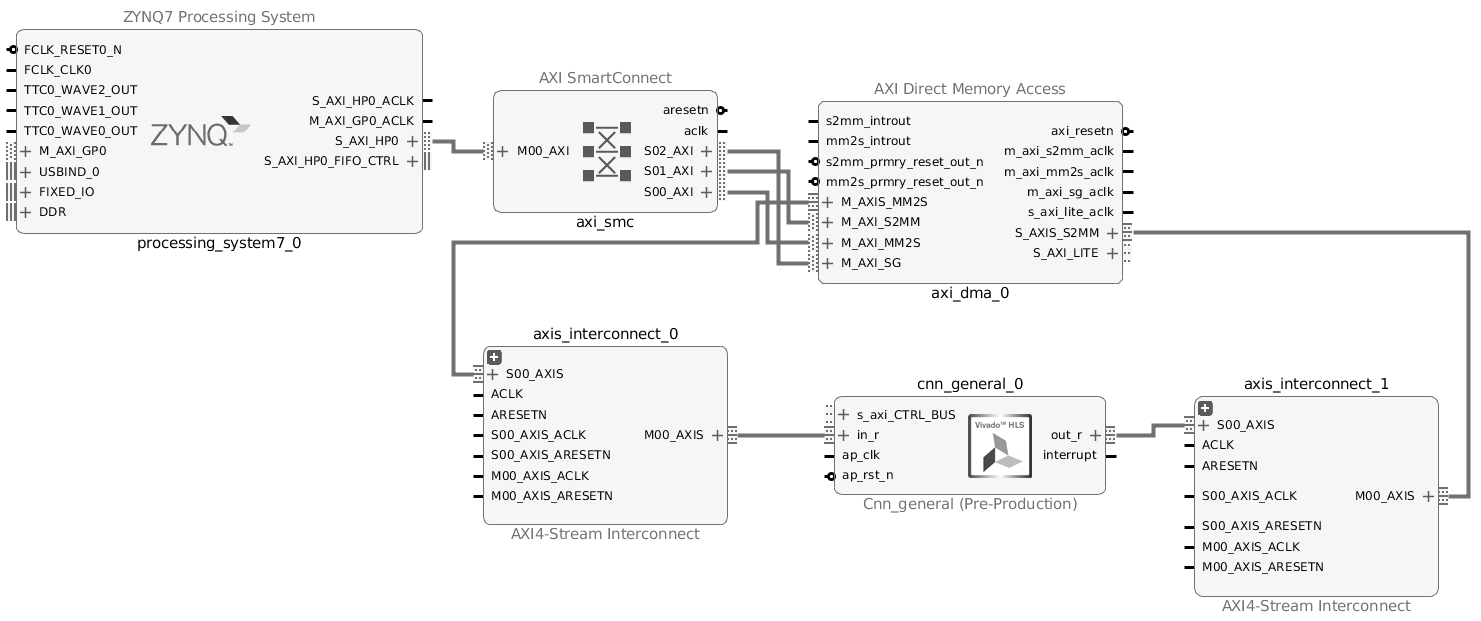 ZYNQ7 Processing System
FCLK_RESET0_N
FCLK_CLK0
TTC0_WAVE2_OUT
TTC0_WAVE1_OUT
TTC0_WAVE0_OUT
M_AXI_GP0
USBIND_0
FIXED_IO
DDR
ZYNQ
S_AXI_HP0_ACLK
M_AXI_GP0_ACLK
S_AXI_HP0
S_AXI_HP0_FIFO_CTRL
processing_system7_0
AXI SmartConnect
M00_AXI
aresetn
aclk
S02_AXI
S01_AXI
S00_AXI
axi_smc
AXI Direct Memory Access
s2mm_introut
mm2s_introut
s2mm_prmry_reset_out_n
mm2s_prmry_reset_out_n
M_AXIS_MM2S
M_AXI_S2MM
M_AXI_MM2S
M_AXI_SG
axi_resetn
m_axi_s2mm_aclk
m_axi_mm2s_aclk
m_axi_sg_aclk
s_axi_lite_aclk
S_AXIS_S2MM
S_AXI_LITE
axi_dma_0
axis_interconnect_0
S00_AXIS
ACLK
ARESETN
S00_AXIS_ACLK
S00_AXIS_ARESETN
M00_AXIS_ACLK
M00_AXIS_ARESETN
M00_AXIS
AXI4-Stream Interconnect
cnn_general_0
s_axi_CTRL_BUS
in_r
ap_clk
ap_rst_n
Vivado™ HLS
out_r
interrupt
Cnn_general (Pre-Production)
axis_interconnect_1
S00_AXIS
ACLK
ARESETN
S00_AXIS_ACLK
S00_AXIS_ARESETN
M00_AXIS_ACLK
M00_AXIS_ARESETN
M00_AXIS
AXI4-Stream Interconnect